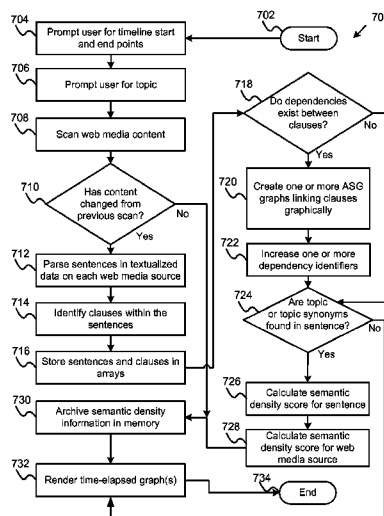 702
Start
70
704
Prompt user for timeline start
and end points
706
Prompt user for topic
708
Scan web media content
710
Has content
changed from
previous scan?
No
Yes
712
Parse sentences in textualized
data on each web media source
714
Identify clauses within the
sentences
716
Store sentences and clauses in
arrays
718
Do dependencies
exist between
clauses?
No
Yes
720
Create one or more ASG
graphs linking clauses
graphically
722
Increase one or more
dependency identifiers
724
Are topic
or topic synonyms
found in sentence?
No
Yes
726
Calculate semantic
density score for sentence
728
Calculate semantic
density score for web
media source
730
Archive semantic density
information in memory
732
Render time-elapsed graph(s)
734
End